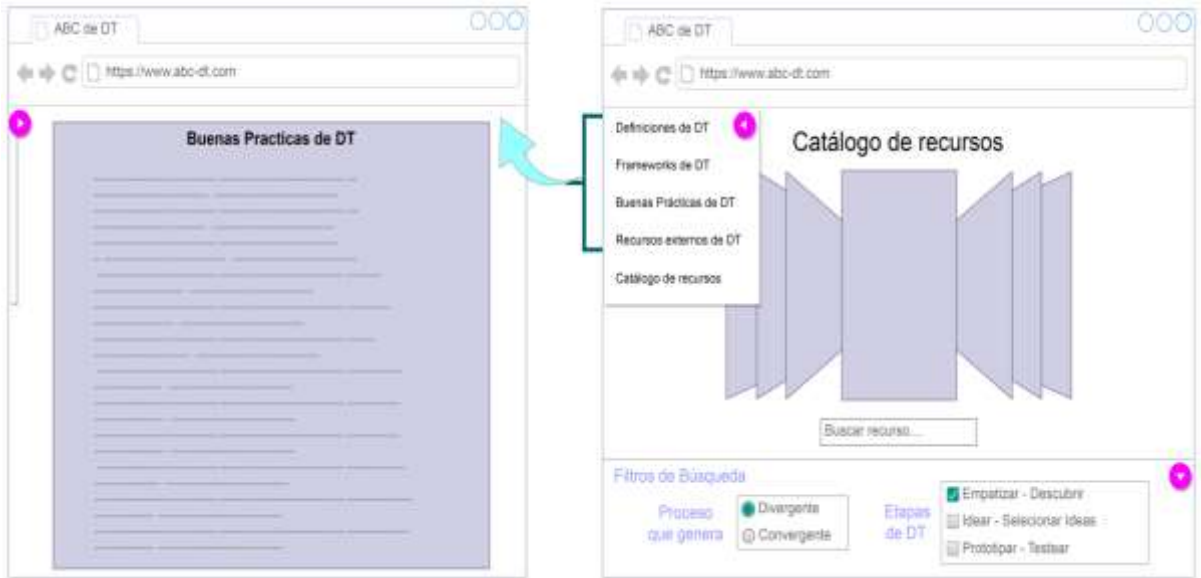 ABC de DT
https://www.abc-dt.com
Buenas Practicas de DT
ABC de DT
https://www.abc-dt.com
Definiciones de DT
Frameworks de DT
Buenas Prácticas de DT
Recursos externos de DT
Catálogo de recursos
Catálogo de recursos
Buscar recurso....
Filtros de Búsqueda
Proceso
que genera
Divergente
Convergente
Etapas
de DT
Empatizar - Descubrir
Idear - Selecionar Ideas
Prototipar - Testear